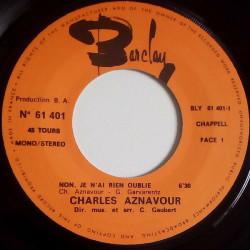 Barclay
Production B. A.
N° 61 401
45 TOURS
MONO/STEREO
BLY 61 401-1
CHAPPELL
FACE 1
NON, JE N'AI RIEN OUBLIE 6'30
Ch. Aznavour - G. Garvarentz
CHARLES AZNAVOUR
Dir. mus. et arr. C. Gaubert